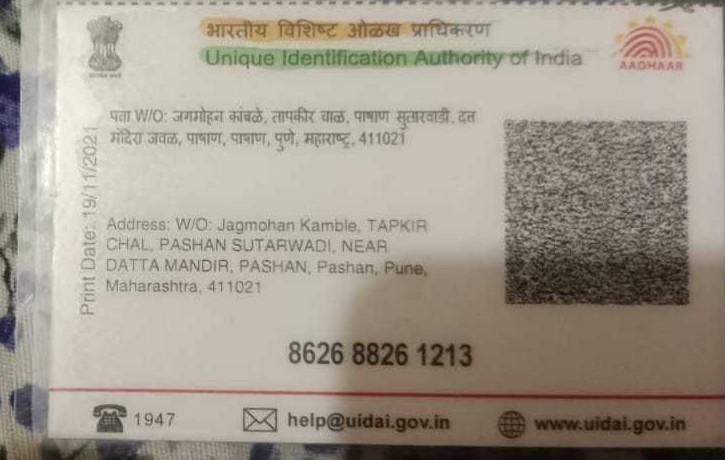 भारतीय विशिष्ट ओळख प्राधिकरण
Unique Identification Authority of India
AADHAAR
पता W/O: जगमोहन कांबळे, तापकीर चाळ, पाषाण सुतारवाडी, दत्त
मंदिरा जवळ, पाषाण, पाषाण, पुणे, महाराष्ट्र, 411021
Print Date: 19/11/2021
Address: W/O: Jagmohan Kamble, TAPKIR
CHAL, PASHAN SUTARWADI, NEAR
DATTA MANDIR, PASHAN, Pashan, Pune,
Maharashtra, 411021
8626 8826 1213
1947
help@uidai.gov.in
www.uidai.gov.in